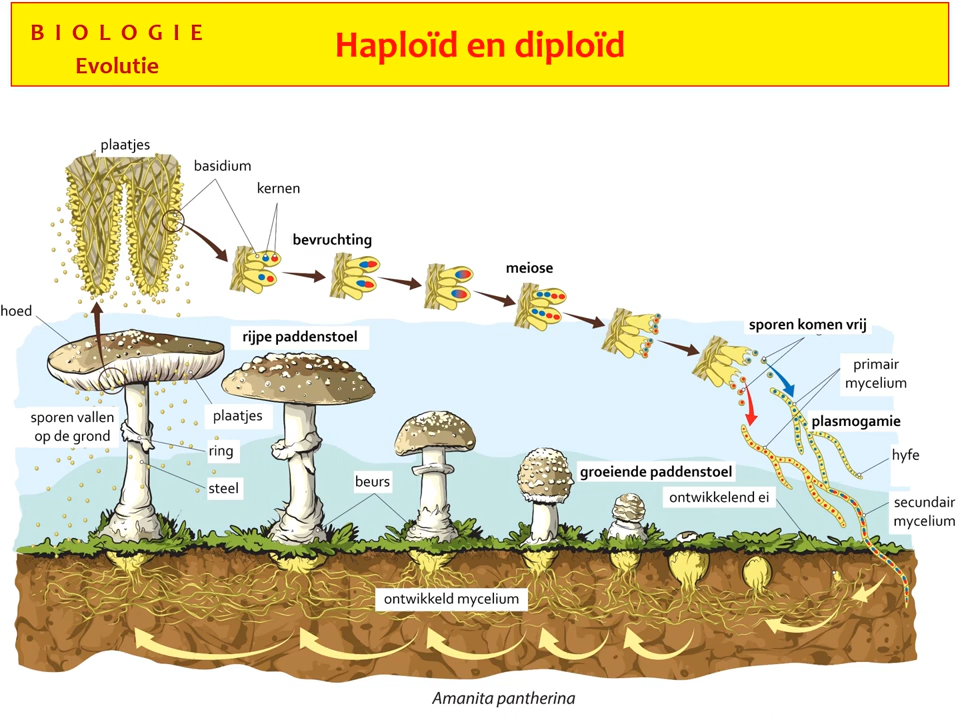 BIOLOGIE
Evolutie
Haploïd en diploïd
plaatjes
basidium
kernen
bevruchting
meiose
hoed
rijpe paddenstoel
sporen komen vrij
primair
mycelium
plasmogamie
sporen vallen
op de grond
plaatjes
ring
steel
beurs
groeiende paddenstoel
ontwikkelend ei
hyfe
secundair
mycelium
ontwikkeld mycelium
Amanita pantherina